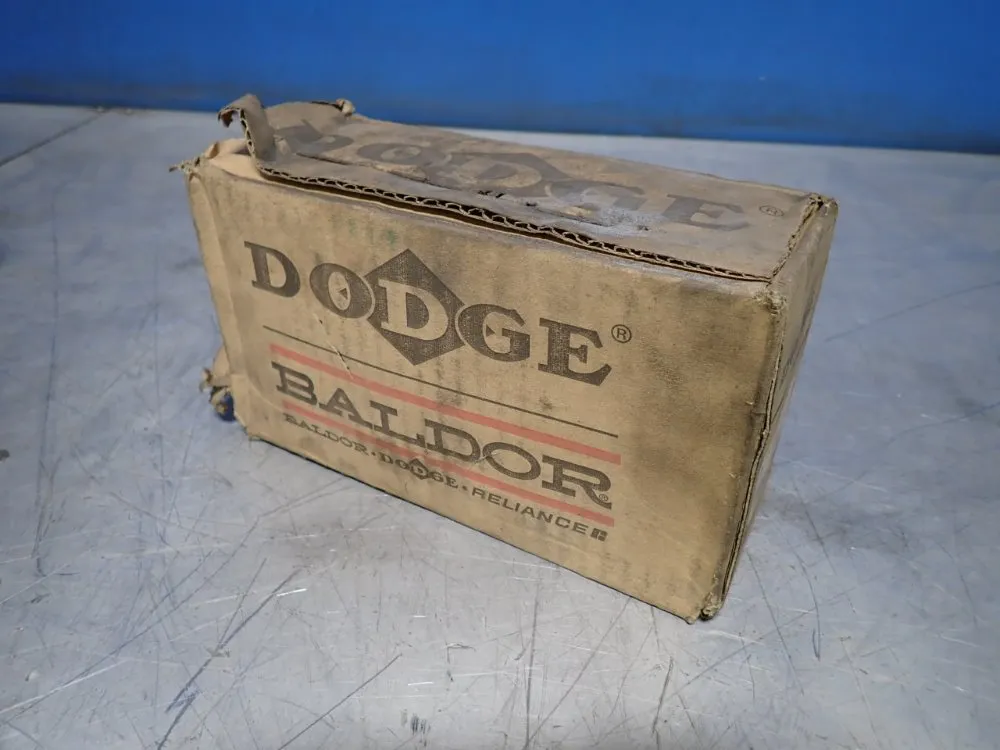 DODGE ®
DODGE®
BALDOR®
BALDOR · DODGE · RELIANCE